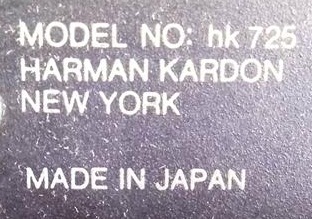 MODEL NO: hk 725
HARMAN KARDON
NEW YORK
MADE IN JAPAN